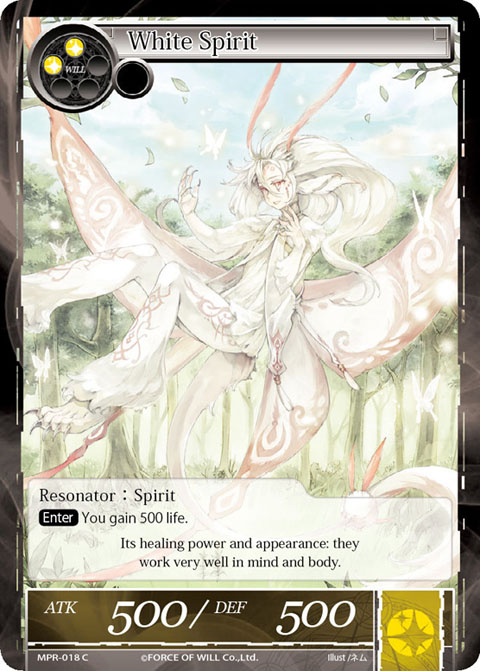 White Spirit
WILL
Resonator：Spirit
Enter You gain 500 life.
Its healing power and appearance: they
work very well in mind and body.
ATK 500 / DEF 500
MPR-018 C ©FORCE OF WILL Co.,Ltd. Illust /ネム